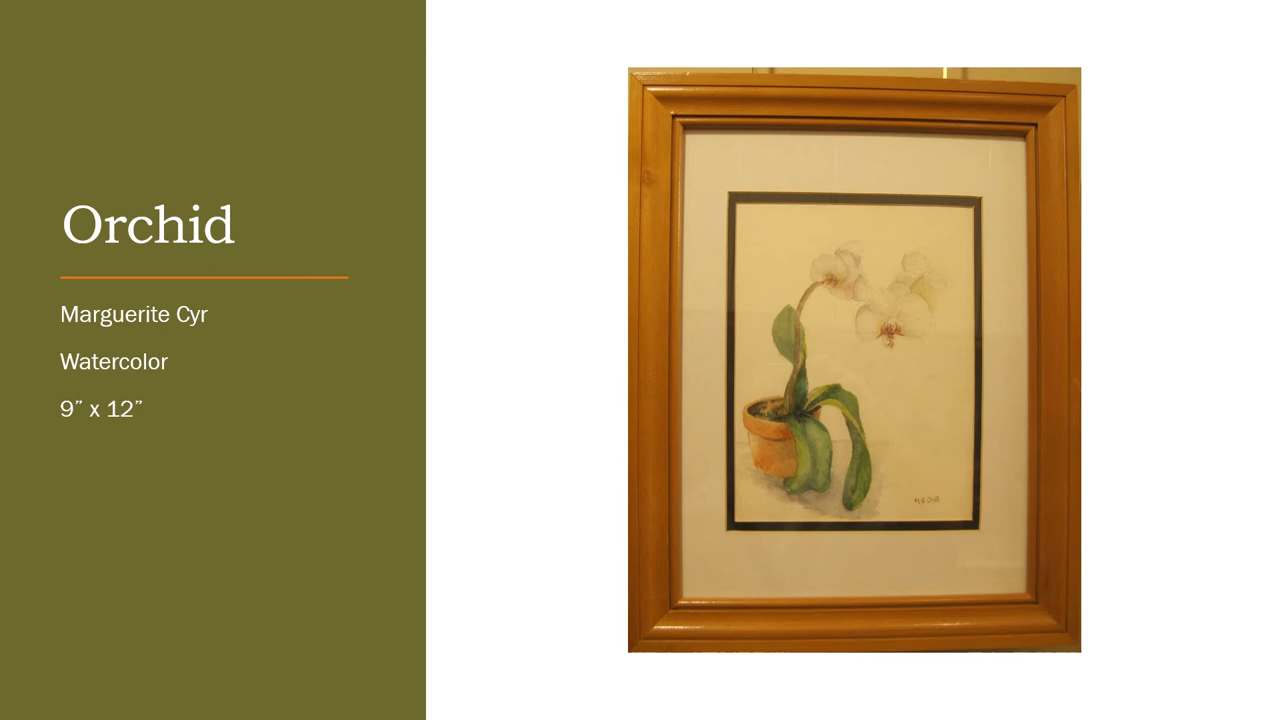 Orchid
Marguerite Cyr
Watercolor
9” x 12”